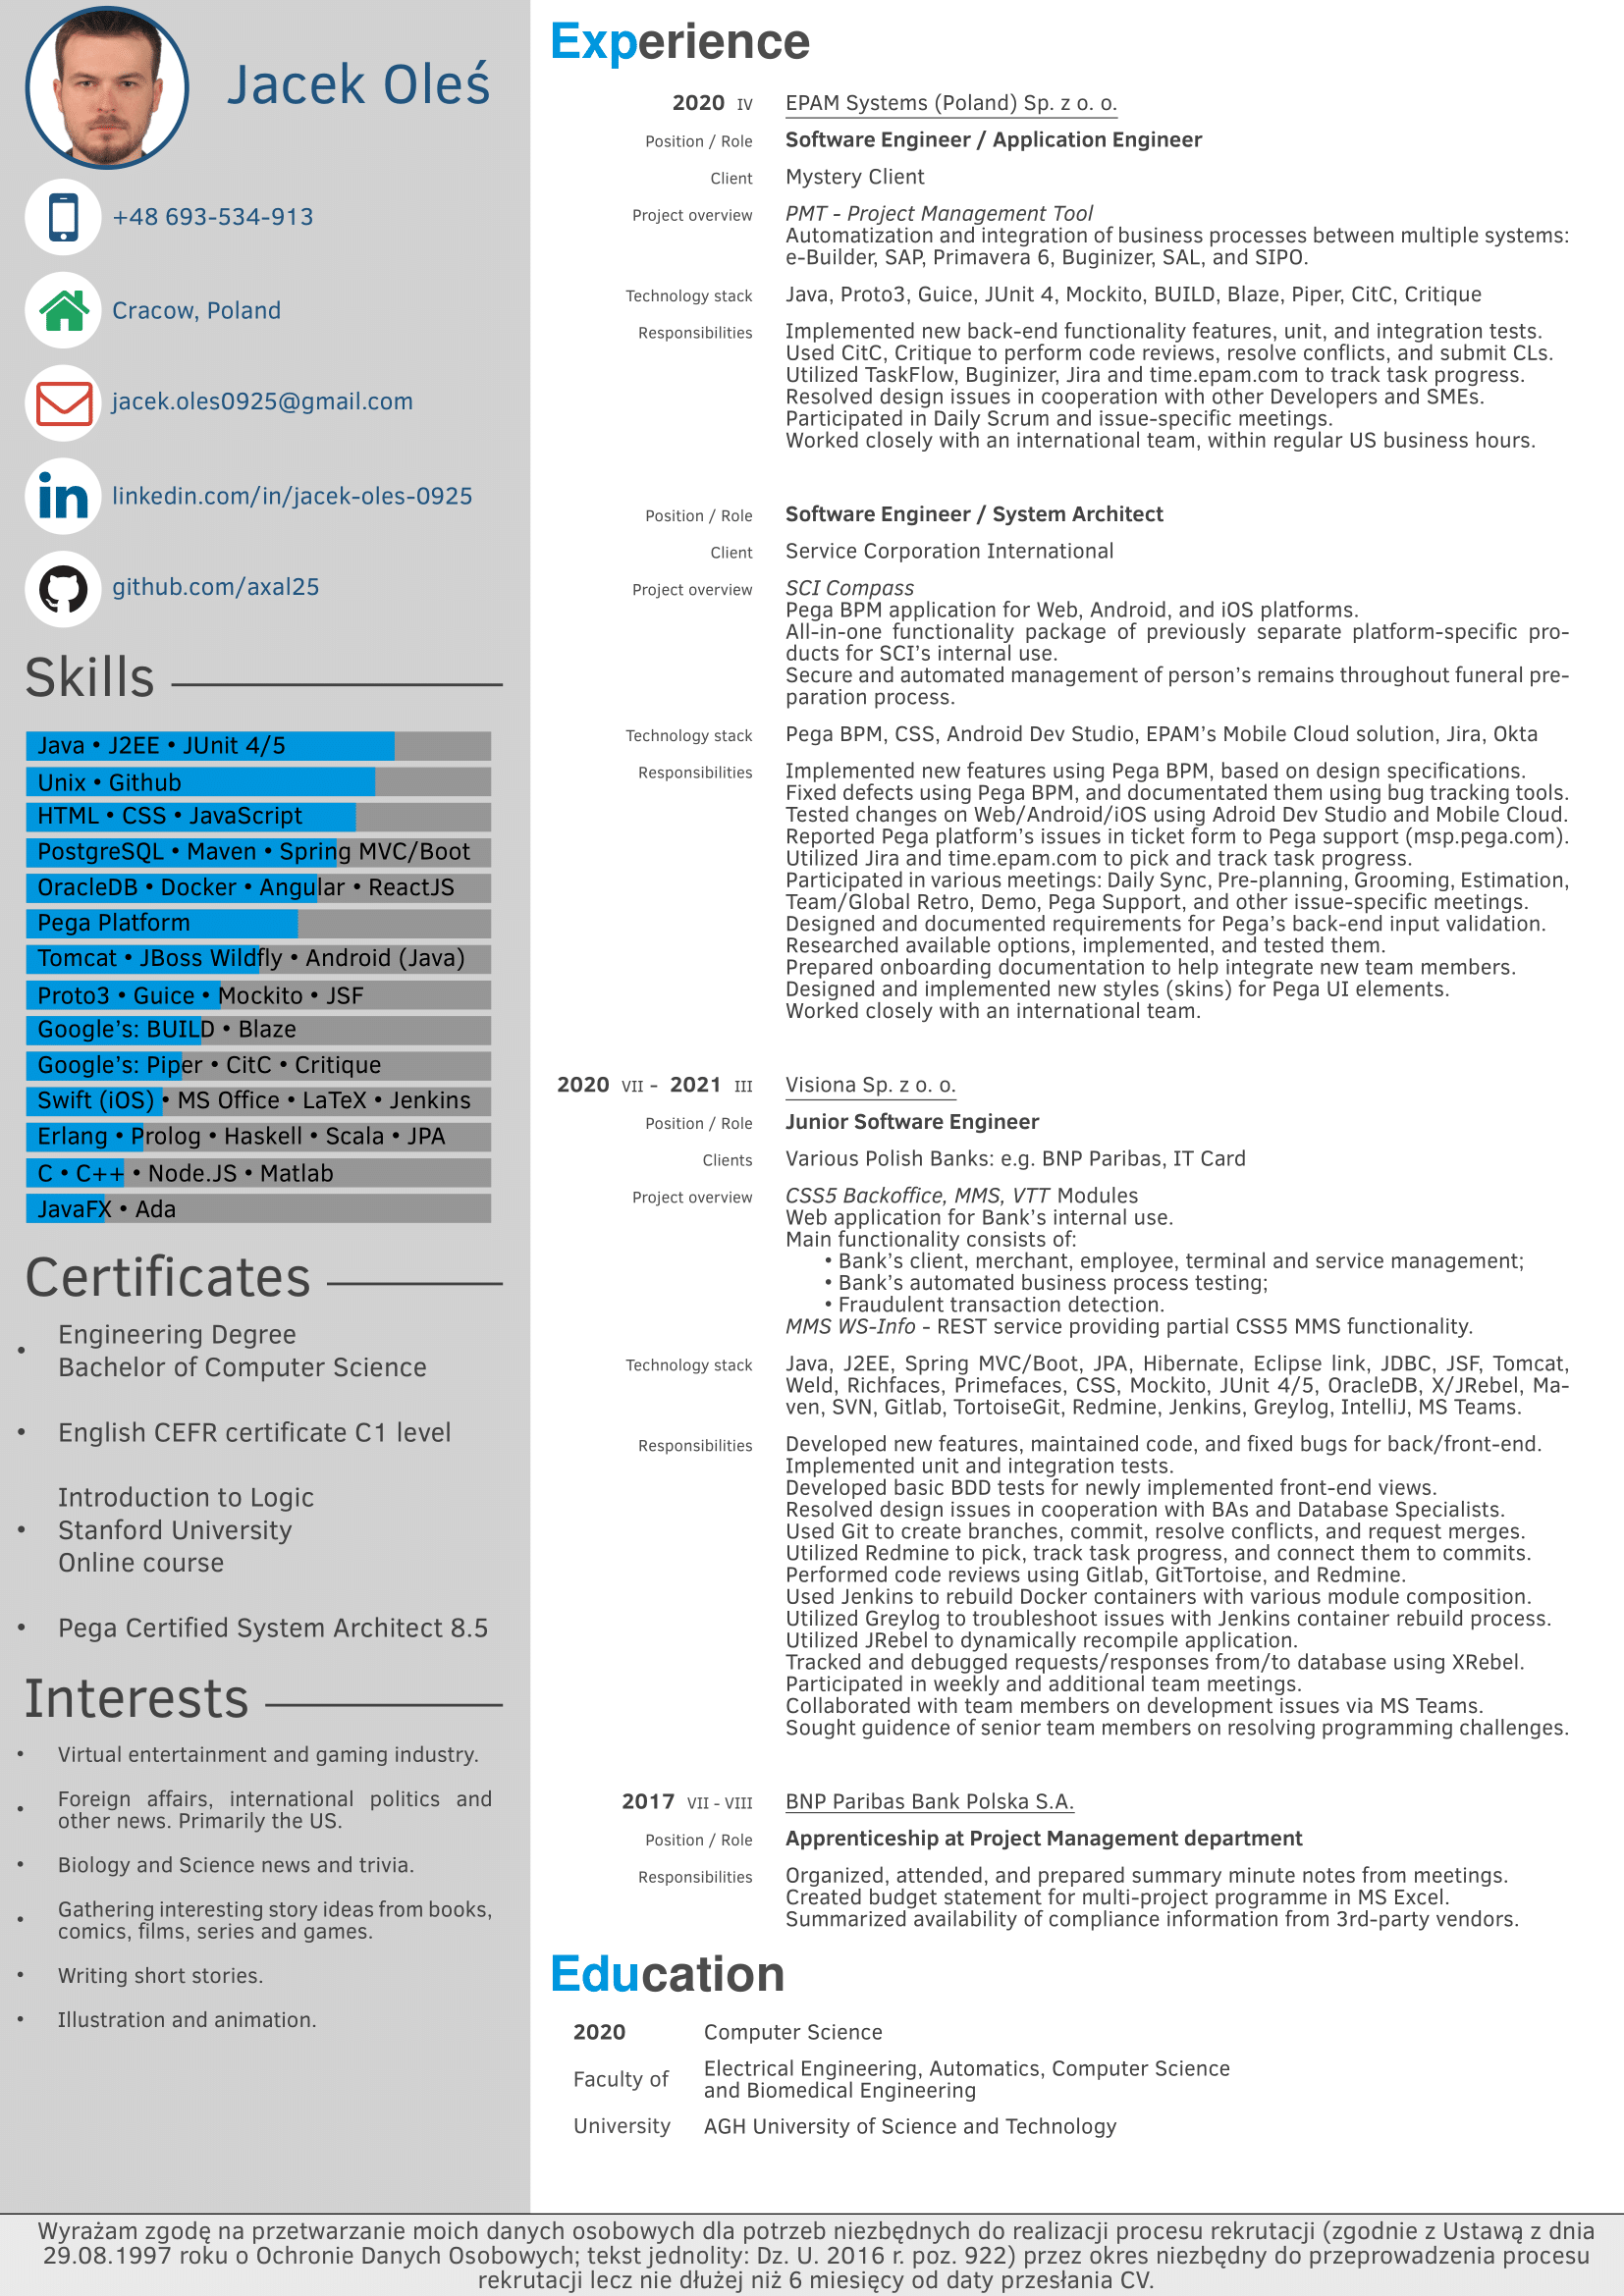 Jacek Oleś
+48 693-534-913
Cracow, Poland
jacek.oles0925@gmail.com
linkedin.com/in/jacek-oles-0925
github.com/axal25
Skills
Java • J2EE • JUnit 4/5
Unix • Github
HTML • CSS • JavaScript
PostgreSQL • Maven • Spring MVC/Boot
OracleDB • Docker • Angular • ReactJS
Pega Platform
Tomcat • JBoss Wildfly • Android (Java)
Proto3 • Guice • Mockito • JSF
Google's: BUILD • Blaze
Google's: Piper • CitC • Critique
Swift (iOS) • MS Office • LaTeX • Jenkins
Erlang • Prolog • Haskell • Scala • JPA
C • C++ • Node.JS • Matlab
JavaFX • Ada
Certificates
Engineering Degree
• Bachelor of Computer Science
• English CEFR certificate C1 level
Introduction to Logic
• Stanford University
Online course
• Pega Certified System Architect 8.5
Interests
• Virtual entertainment and gaming industry.
• Foreign affairs, international politics and
other news. Primarily the US.
• Biology and Science news and trivia.
• Gathering interesting story ideas from books,
comics, films, series and games.
• Writing short stories.
• Illustration and animation.
Experience
2020 IV EPAM Systems (Poland) Sp. z o. o.
Position / Role Software Engineer / Application Engineer
Client Mystery Client
Project overview PMT - Project Management Tool
Automatization and integration of business processes between multiple systems:
e-Builder, SAP, Primavera 6, Buginizer, SAL, and SIPO.
Technology stack Java, Proto3, Guice, JUnit 4, Mockito, BUILD, Blaze, Piper, CitC, Critique
Responsibilities Implemented new back-end functionality features, unit, and integration tests.
Used CitC, Critique to perform code reviews, resolve conflicts, and submit CLs.
Utilized TaskFlow, Buginizer, Jira and time.epam.com to track task progress.
Resolved design issues in cooperation with other Developers and SMEs.
Participated in Daily Scrum and issue-specific meetings.
Worked closely with an international team, within regular US business hours.
Position / Role Software Engineer / System Architect
Client Service Corporation International
Project overview SCI Compass
Pega BPM application for Web, Android, and iOS platforms.
All-in-one functionality package of previously separate platform-specific pro-
ducts for SCI's internal use.
Secure and automated management of person's remains throughout funeral pre-
paration process.
Technology stack Pega BPM, CSS, Android Dev Studio, EPAM's Mobile Cloud solution, Jira, Okta
Responsibilities Implemented new features using Pega BPM, based on design specifications.
Fixed defects using Pega BPM, and documentated them using bug tracking tools.
Tested changes on Web/Android/iOS using Adroid Dev Studio and Mobile Cloud.
Reported Pega platform's issues in ticket form to Pega support (msp.pega.com).
Utilized Jira and time.epam.com to pick and track task progress.
Participated in various meetings: Daily Sync, Pre-planning, Grooming, Estimation,
Team/Global Retro, Demo, Pega Support, and other issue-specific meetings.
Designed and documented requirements for Pega's back-end input validation.
Researched available options, implemented, and tested them.
Prepared onboarding documentation to help integrate new team members.
Designed and implemented new styles (skins) for Pega UI elements.
Worked closely with an international team.
2020 VII - 2021 III Visiona Sp. z o. o.
Position / Role Junior Software Engineer
Clients Various Polish Banks: e.g. BNP Paribas, IT Card
Project overview CSS5 Backoffice, MMS, VTT Modules
Web application for Bank's internal use.
Main functionality consists of:
• Bank's client, merchant, employee, terminal and service management;
• Bank's automated business process testing;
• Fraudulent transaction detection.
MMS WS-Info - REST service providing partial CSS5 MMS functionality.
Technology stack Java, J2EE, Spring MVC/Boot, JPA, Hibernate, Eclipse link, JDBC, JSF, Tomcat,
Weld, Richfaces, Primefaces, CSS, Mockito, JUnit 4/5, OracleDB, X/JRebel, Ma-
ven, SVN, Gitlab, TortoiseGit, Redmine, Jenkins, Greylog, IntelliJ, MS Teams.
Responsibilities Developed new features, maintained code, and fixed bugs for back/front-end.
Implemented unit and integration tests.
Developed basic BDD tests for newly implemented front-end views.
Resolved design issues in cooperation with BAs and Database Specialists.
Used Git to create branches, commit, resolve conflicts, and request merges.
Utilized Redmine to pick, track task progress, and connect them to commits.
Performed code reviews using Gitlab, GitTortoise, and Redmine.
Used Jenkins to rebuild Docker containers with various module composition.
Utilized Greylog to troubleshoot issues with Jenkins container rebuild process.
Utilized JRebel to dynamically recompile application.
Tracked and debugged requests/responses from/to database using XRebel.
Participated in weekly and additional team meetings.
Collaborated with team members on development issues via MS Teams.
Sought guidence of senior team members on resolving programming challenges.
2017 VII - VIII BNP Paribas Bank Polska S.A.
Position / Role Apprenticeship at Project Management department
Responsibilities Organized, attended, and prepared summary minute notes from meetings.
Created budget statement for multi-project programme in MS Excel.
Summarized availability of compliance information from 3rd-party vendors.
Education
2020 Computer Science
Faculty of Electrical Engineering, Automatics, Computer Science
and Biomedical Engineering
University AGH University of Science and Technology
Wyrażam zgodę na przetwarzanie moich danych osobowych dla potrzeb niezbędnych do realizacji procesu rekrutacji (zgodnie z Ustawą z dnia
29.08.1997 roku o Ochronie Danych Osobowych; tekst jednolity: Dz. U. 2016 r. poz. 922) przez okres niezbędny do przeprowadzenia procesu
rekrutacji lecz nie dłużej niż 6 miesięcy od daty przesłania CV.